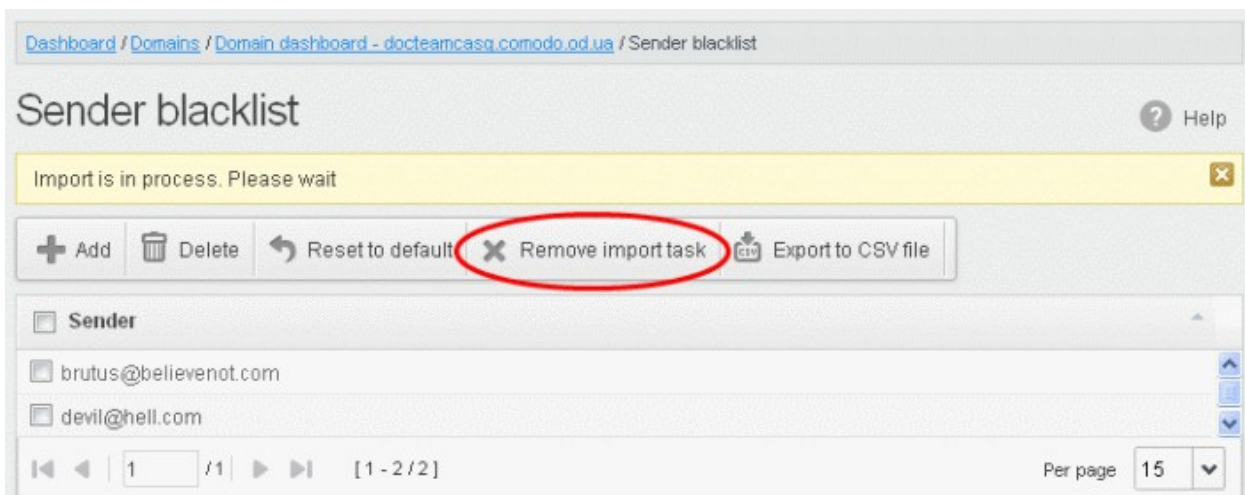 Dashboard / Domains / Domain dashboard - docteamcasg.comodo.od.ua / Sender blacklist
Sender blacklist
? Help
Import is in process. Please wait
Add Delete Reset to default Remove import task CSV Export to CSV file
Sender
brutus@believenot.com
devil@hell.com
1 /1 [1 - 2 / 2] Per page 15